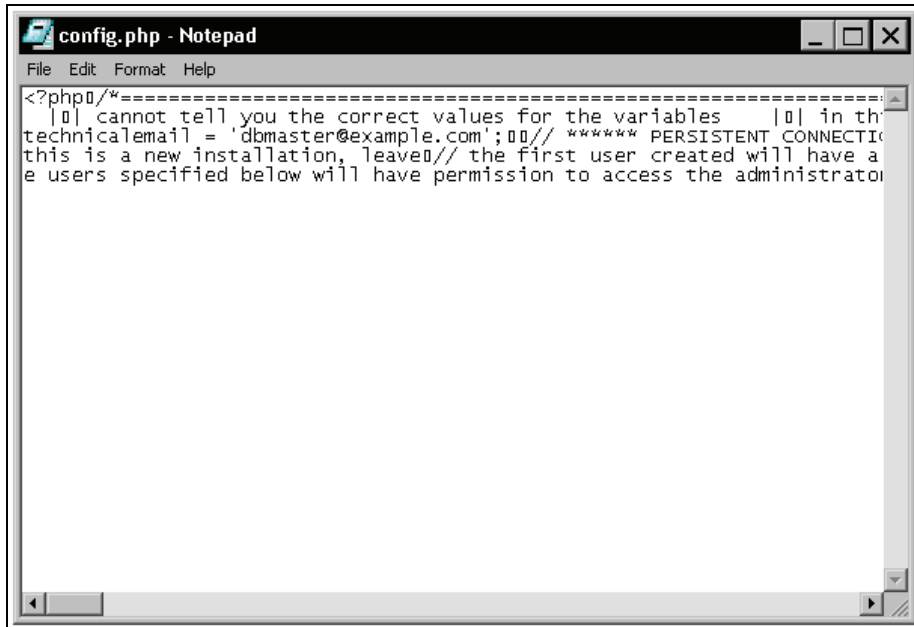 config.php - Notepad
File Edit Format Help
<?php▯/*================================================================
|▯| cannot tell you the correct values for the variables |▯| in thi
technicalemail = 'dbmaster@example.com';▯▯// ****** PERSISTENT CONNECTIO
this is a new installation, leave▯// the first user created will have a
e users specified below will have permission to access the administrator